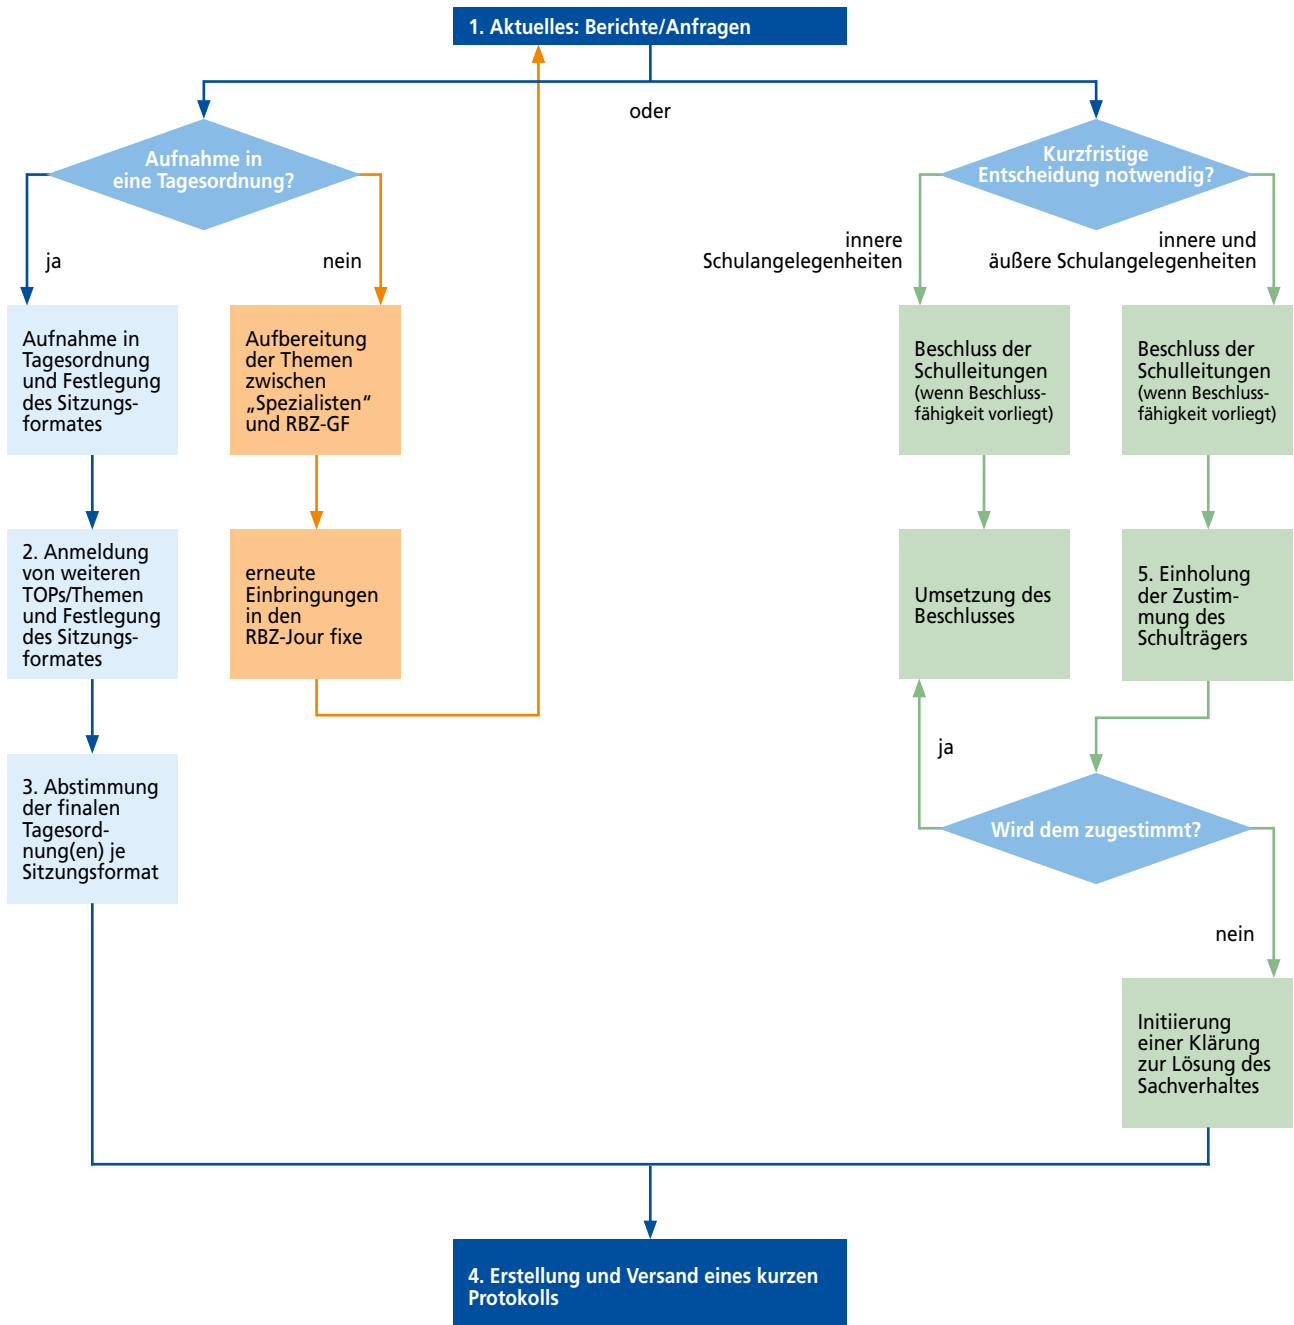 1. Aktuelles: Berichte/Anfragen
oder
Aufnahme in
eine Tagesordnung?
Kurzfristige
Entscheidung notwendig?
ja
nein
innere
Schulangelegenheiten
innere und
äußere Schulangelegenheiten
Aufnahme in
Tagesordnung
und Festlegung
des Sitzungs-
formates
Aufbereitung
der Themen
zwischen
„Spezialisten“
und RBZ-GF
Beschluss der
Schulleitungen
(wenn Beschluss-
fähigkeit vorliegt)
Beschluss der
Schulleitungen
(wenn Beschluss-
fähigkeit vorliegt)
2. Anmeldung
von weiteren
TOPs/Themen
und Festlegung
des Sitzungs-
formates
erneute
Einbringungen
in den
RBZ-Jour fixe
Umsetzung des
Beschlusses
5. Einholung
der Zustim-
mung des
Schulträgers
3. Abstimmung
der finalen
Tagesord-
nung(en) je
Sitzungsformat
ja
Wird dem zugestimmt?
nein
Initiierung
einer Klärung
zur Lösung des
Sachverhaltes
4. Erstellung und Versand eines kurzen
Protokolls